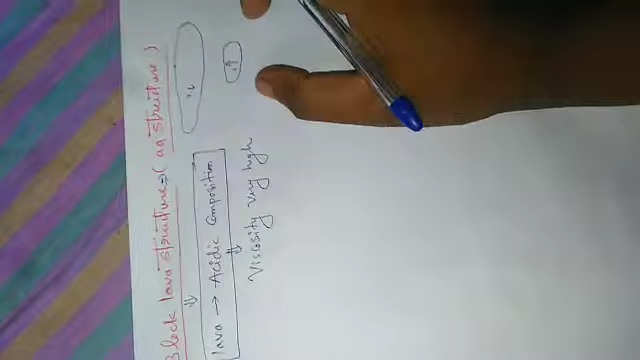 Block lava structure → (aa structure)
⇓
lava → Acidic Composition
⇓
Viscosity very high